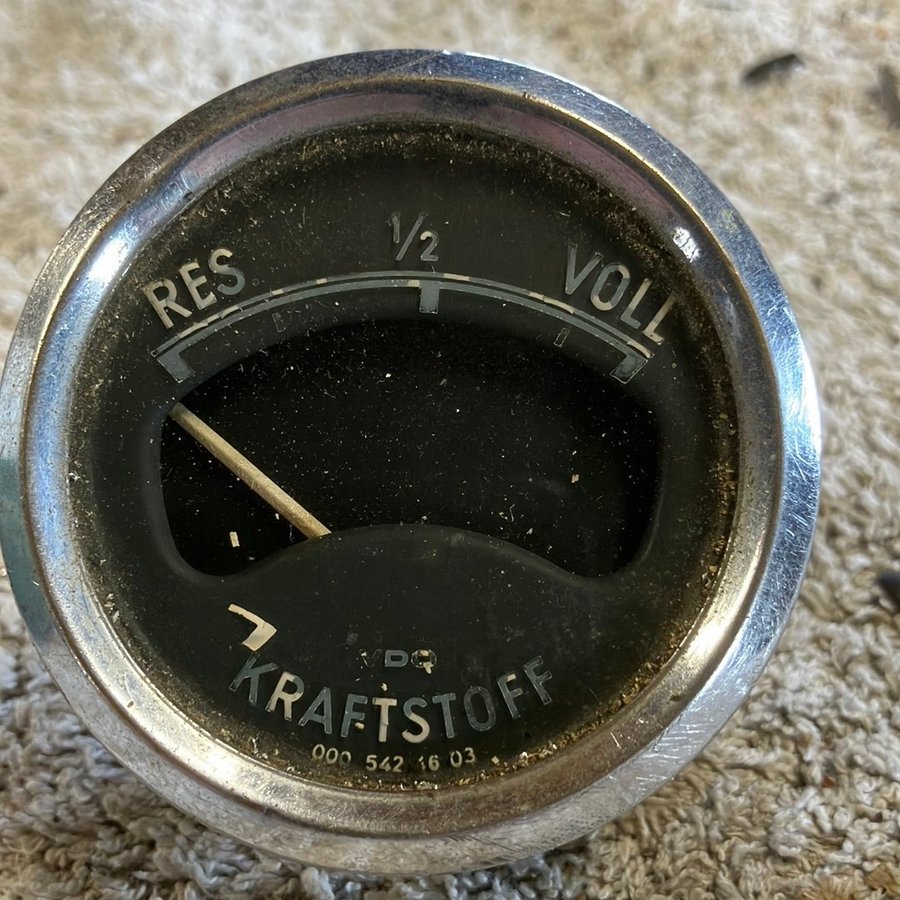 RES ½ VOLL
VDO
KRAFTSTOFF
000 542 16 03